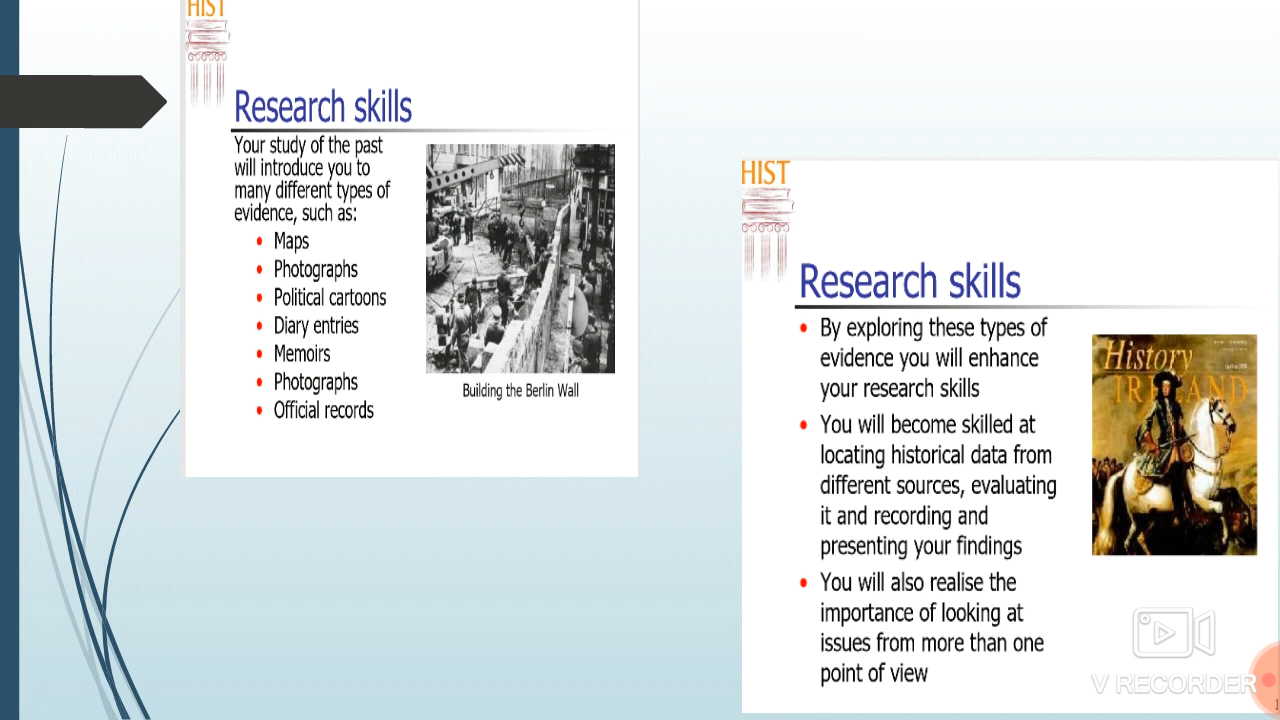 HIST
Research skills
Your study of the past
will introduce you to
many different types of
evidence, such as:
• Maps
• Photographs
• Political cartoons
• Diary entries
• Memoirs
• Photographs
• Official records
Building the Berlin Wall
HIST
Research skills
• By exploring these types of
evidence you will enhance
your research skills
• You will become skilled at
locating historical data from
different sources, evaluating
it and recording and
presenting your findings
• You will also realise the
importance of looking at
issues from more than one
point of view
History
IRELAND
V RECORDER
1